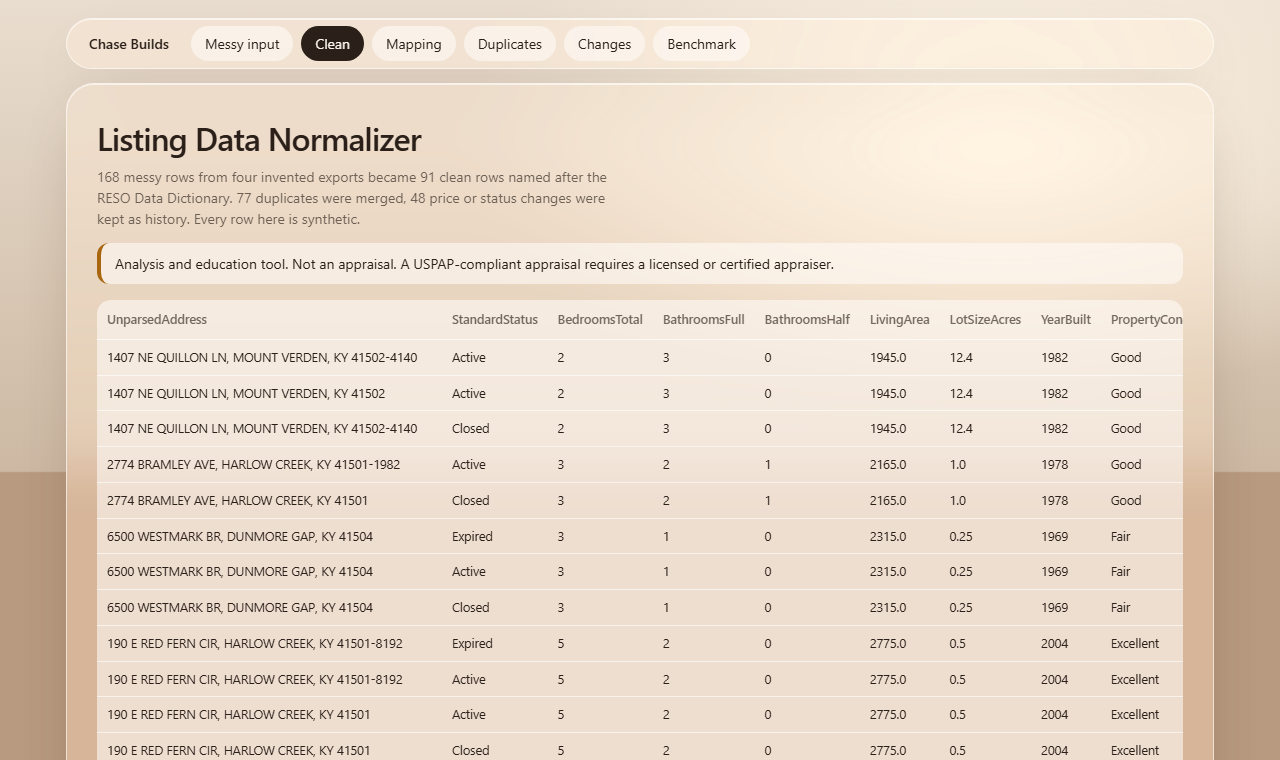 Chase Builds Messy input Clean Mapping Duplicates Changes Benchmark
Listing Data Normalizer
168 messy rows from four invented exports became 91 clean rows named after the
RESO Data Dictionary. 77 duplicates were merged, 48 price or status changes were
kept as history. Every row here is synthetic.
Analysis and education tool. Not an appraisal. A USPAP-compliant appraisal requires a licensed or certified appraiser.
UnparsedAddress StandardStatus BedroomsTotal BathroomsFull BathroomsHalf LivingArea LotSizeAcres YearBuilt PropertyCon
1407 NE QUILLON LN, MOUNT VERDEN, KY 41502-4140 Active 2 3 0 1945.0 12.4 1982 Good
1407 NE QUILLON LN, MOUNT VERDEN, KY 41502 Active 2 3 0 1945.0 12.4 1982 Good
1407 NE QUILLON LN, MOUNT VERDEN, KY 41502-4140 Closed 2 3 0 1945.0 12.4 1982 Good
2774 BRAMLEY AVE, HARLOW CREEK, KY 41501-1982 Active 3 2 1 2165.0 1.0 1978 Good
2774 BRAMLEY AVE, HARLOW CREEK, KY 41501 Closed 3 2 1 2165.0 1.0 1978 Good
6500 WESTMARK BR, DUNMORE GAP, KY 41504 Expired 3 1 0 2315.0 0.25 1969 Fair
6500 WESTMARK BR, DUNMORE GAP, KY 41504 Active 3 1 0 2315.0 0.25 1969 Fair
6500 WESTMARK BR, DUNMORE GAP, KY 41504 Closed 3 1 0 2315.0 0.25 1969 Fair
190 E RED FERN CIR, HARLOW CREEK, KY 41501-8192 Expired 5 2 0 2775.0 0.5 2004 Excellent
190 E RED FERN CIR, HARLOW CREEK, KY 41501-8192 Active 5 2 0 2775.0 0.5 2004 Excellent
190 E RED FERN CIR, HARLOW CREEK, KY 41501 Active 5 2 0 2775.0 0.5 2004 Excellent
190 E RED FERN CIR, HARLOW CREEK, KY 41501 Closed 5 2 0 2775.0 0.5 2004 Excellent